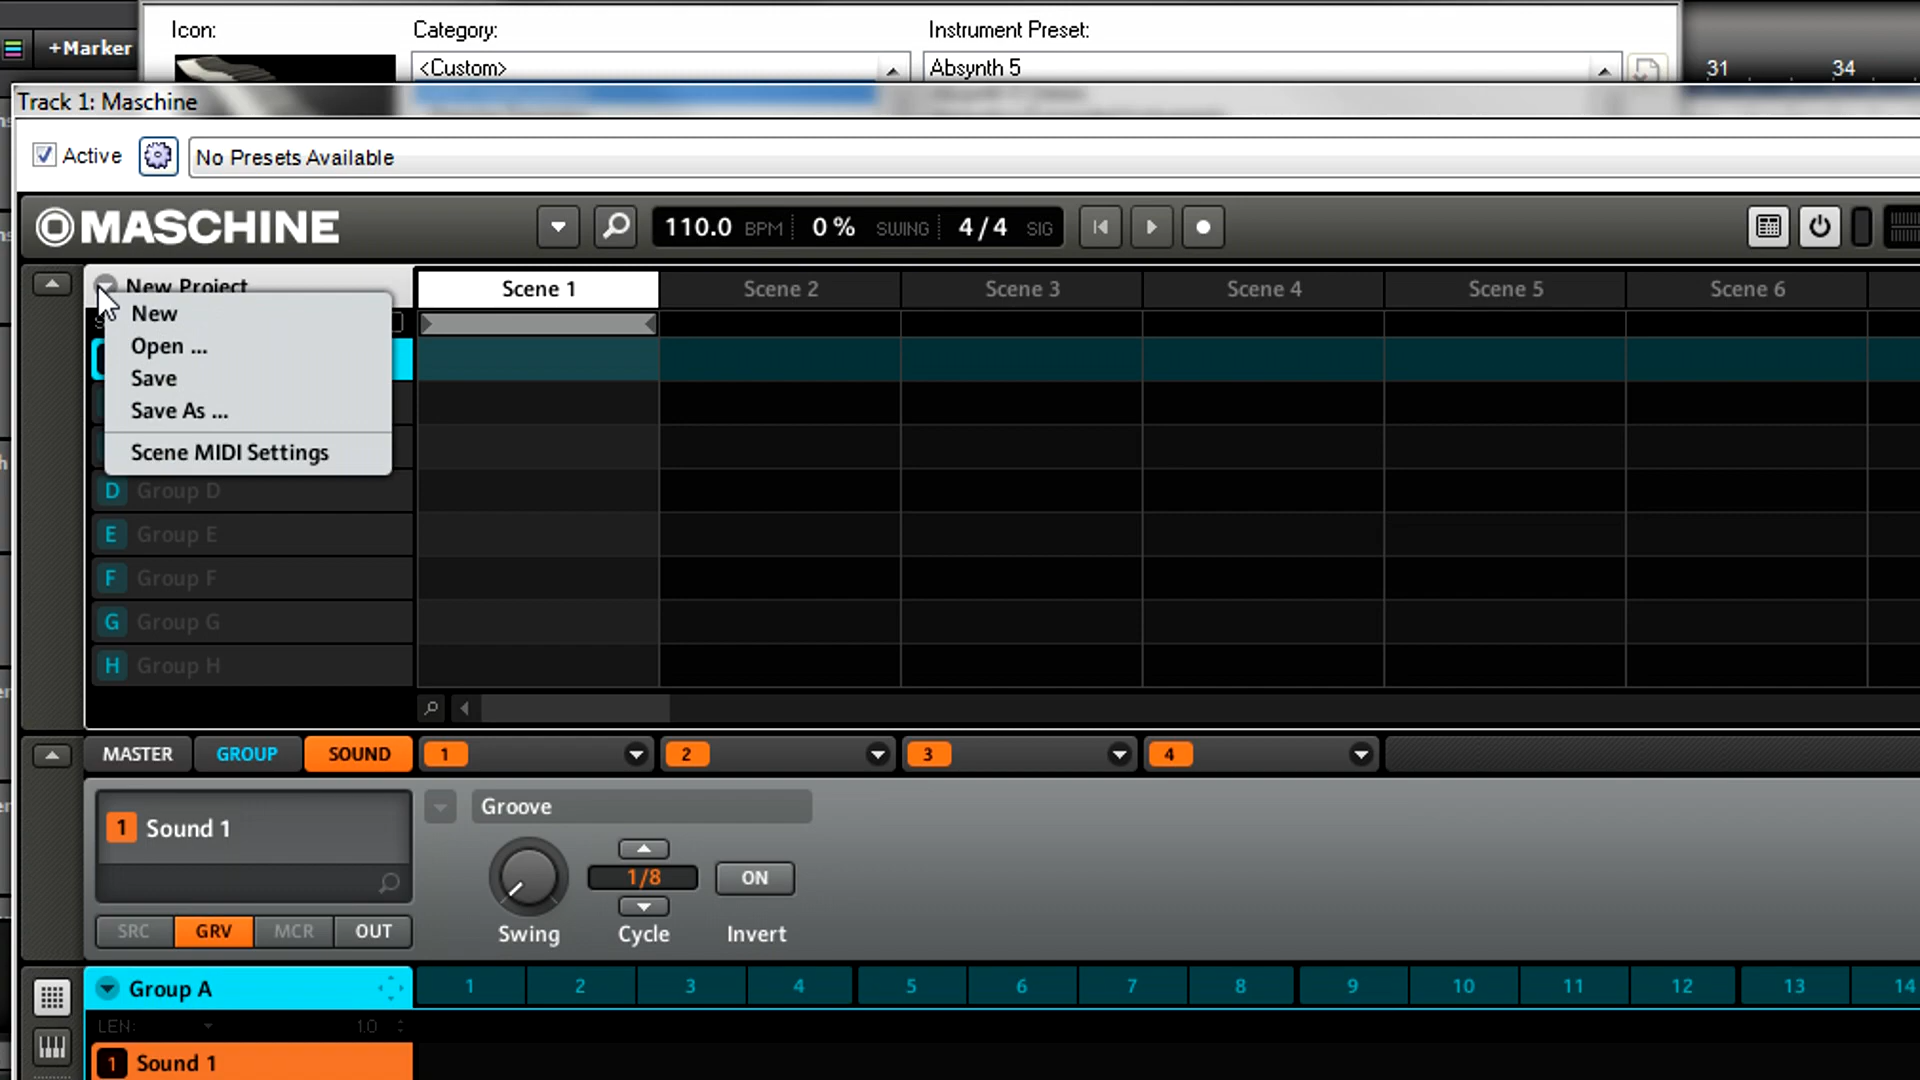 Icon:
Category:
Instrument Preset:
+Marker
<Custom>
Absynth 5
31
34
Track 1: Maschine
Active
No Presets Available
MASCHINE
110.0 BPM 0 % SWING 4/4 SIG
New Project
Scene 1
Scene 2
Scene 3
Scene 4
Scene 5
Scene 6
New
Open ...
Save
Save As ...
Scene MIDI Settings
D Group D
E Group E
F Group F
G Group G
H Group H
MASTER
GROUP
SOUND
1
2
3
4
1 Sound 1
Groove
1/8
ON
Swing
Cycle
Invert
SRC
GRV
MCR
OUT
Group A
1 2 3 4 5 6 7 8 9 10 11 12 13 14
LEN: 1.0
1 Sound 1